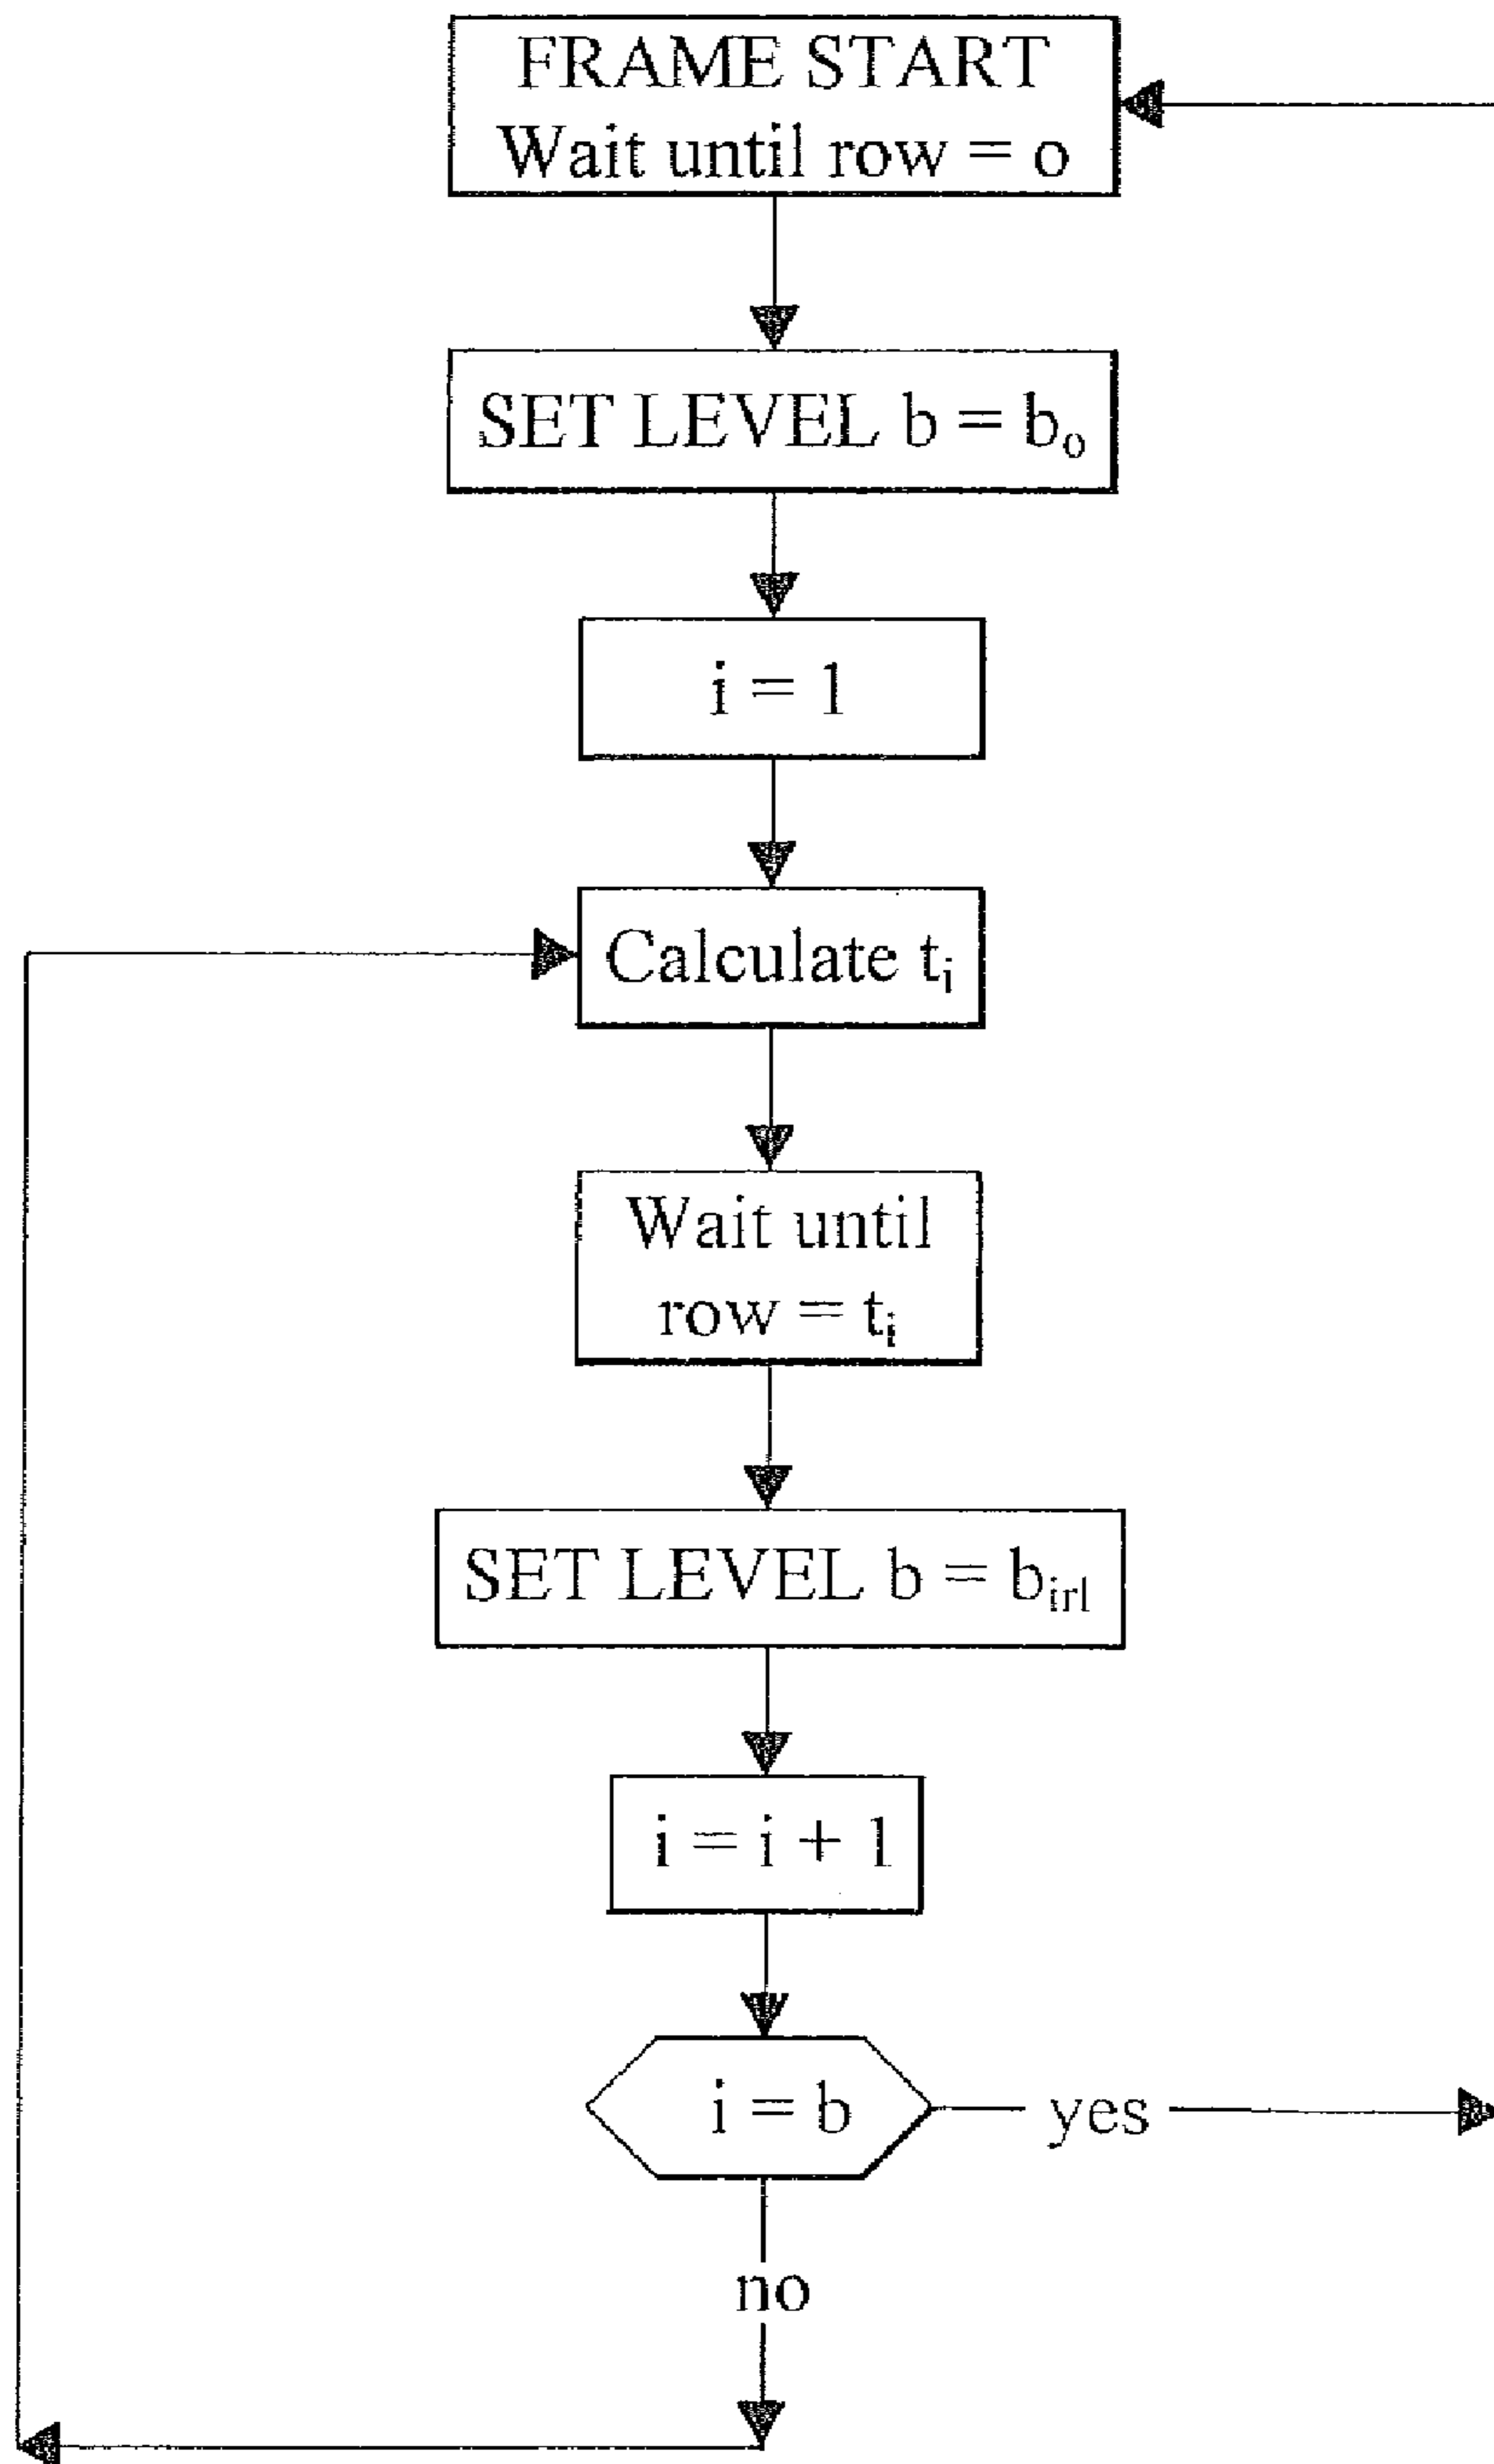 FRAME START
Wait until row = o
SET LEVEL b = bₒ
i = 1
Calculate tᵢ
Wait until
row = tᵢ
SET LEVEL b = bᵢᵣₗ
i = i + 1
i = b
yes
no